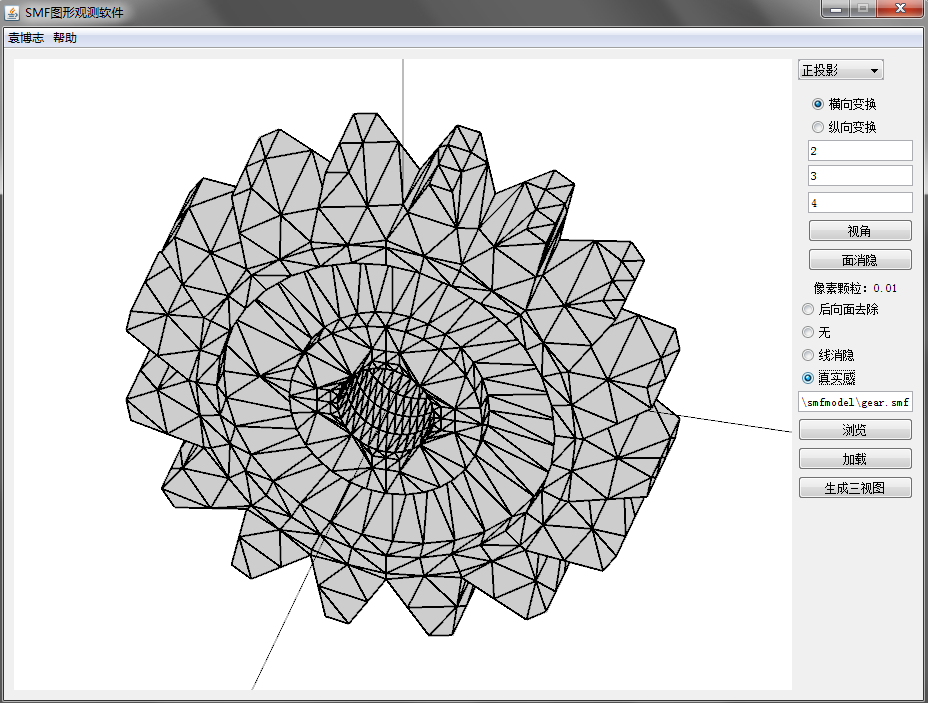 SMF图形观测软件
袁博志 帮助
正投影
横向变换
纵向变换
2
3
4
视角
面消隐
像素颗粒: 0.01
后向面去除
无
线消隐
真实感
\smfmodel\gear.smf
浏览
加载
生成三视图